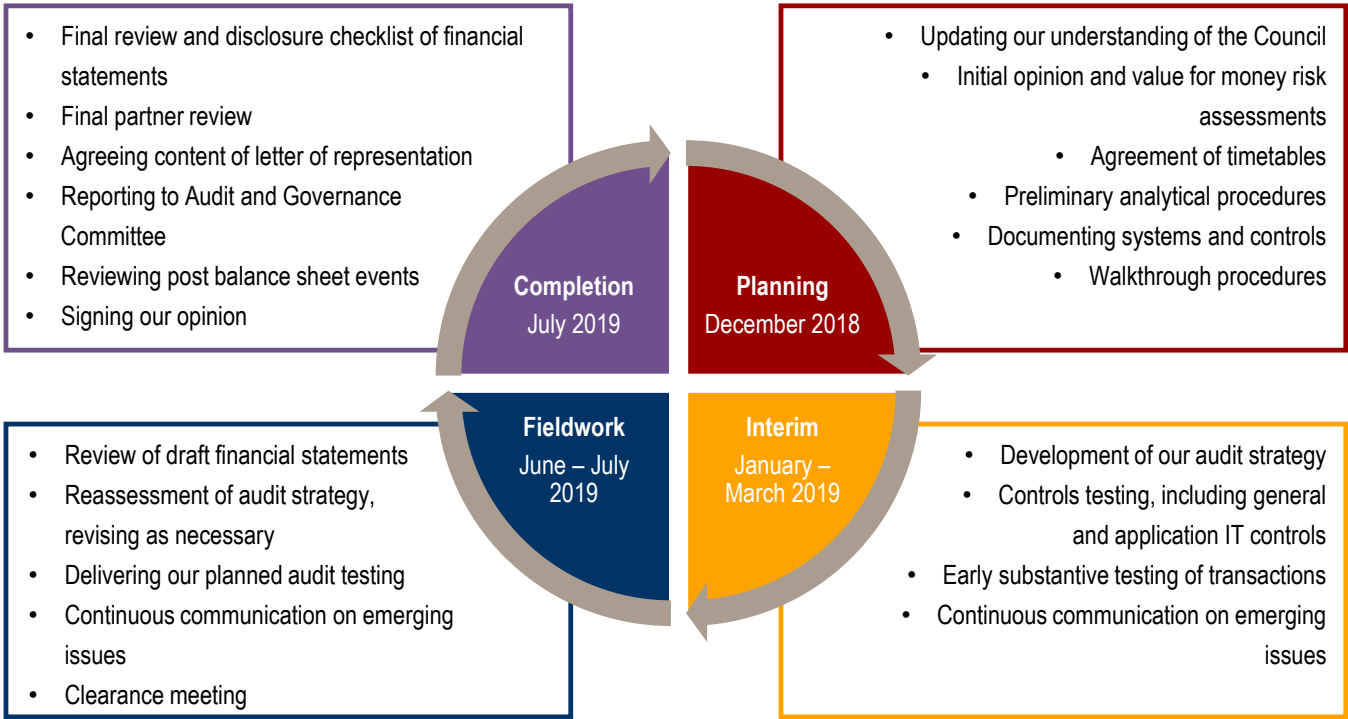 • Final review and disclosure checklist of financial
statements
• Final partner review
• Agreeing content of letter of representation
• Reporting to Audit and Governance
Committee
• Reviewing post balance sheet events
• Signing our opinion
• Updating our understanding of the Council
• Initial opinion and value for money risk
assessments
• Agreement of timetables
• Preliminary analytical procedures
• Documenting systems and controls
• Walkthrough procedures
Completion
July 2019
Planning
December 2018
Fieldwork
June – July
2019
Interim
January –
March 2019
• Review of draft financial statements
• Reassessment of audit strategy,
revising as necessary
• Delivering our planned audit testing
• Continuous communication on emerging
issues
• Clearance meeting
• Development of our audit strategy
• Controls testing, including general
and application IT controls
• Early substantive testing of transactions
• Continuous communication on emerging
issues